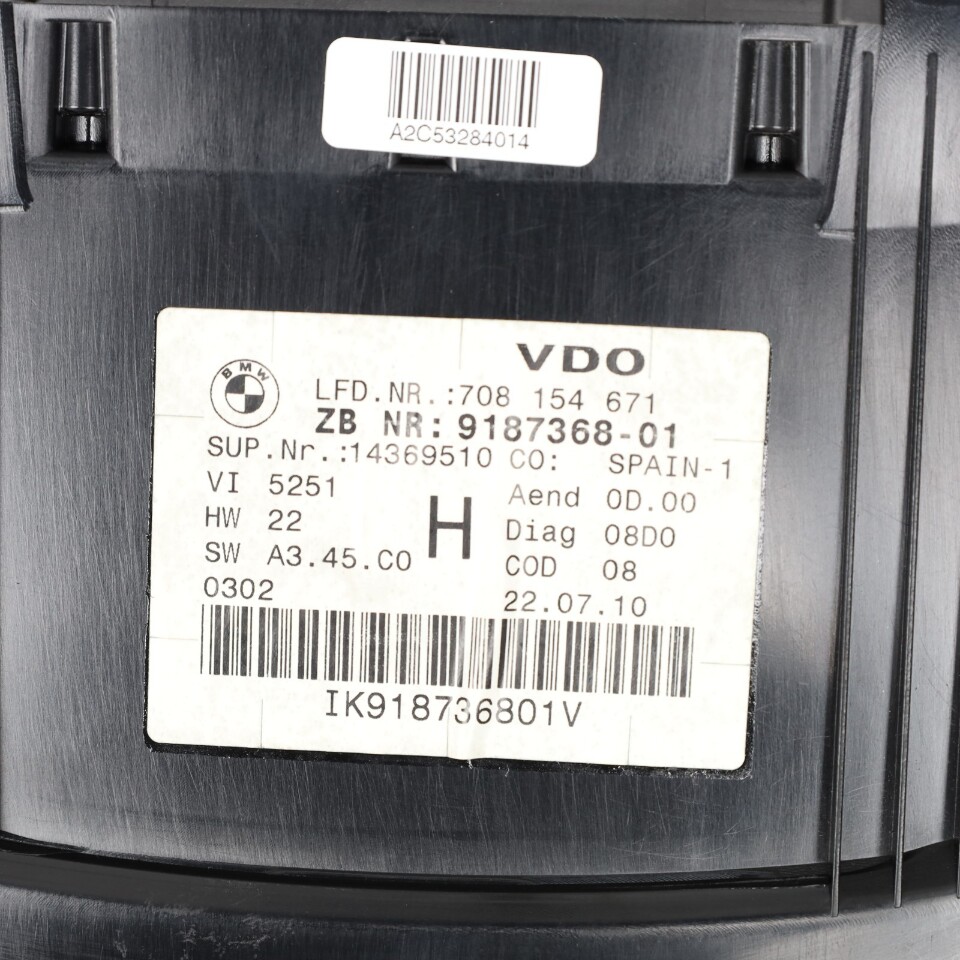 A2C53284014
VDO
BMW
LFD.NR.:708 154 671
ZB NR:9187368-01
SUP.Nr.:14369510 CO: SPAIN-1
VI 5251 Aend 0D.00
HW 22 H Diag 08D0
SW A3.45.C0 COD 08
0302 22.07.10
IK918736801V